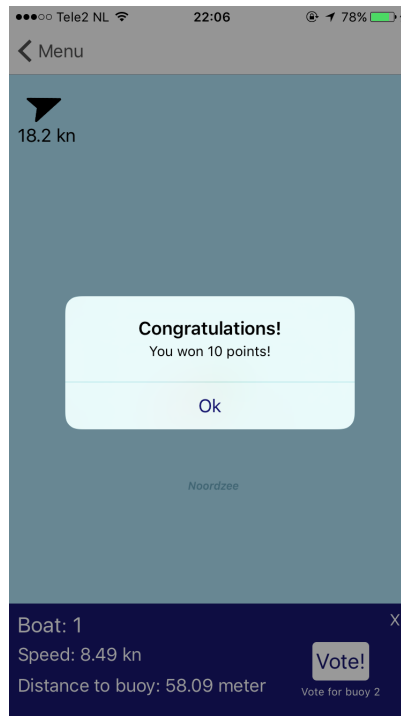 Tele2 NL 22:06 78%
Menu
18.2 kn
Congratulations!
You won 10 points!
Ok
Noordzee
Boat: 1
X
Speed: 8.49 kn
Vote!
Distance to buoy: 58.09 meter
Vote for buoy 2